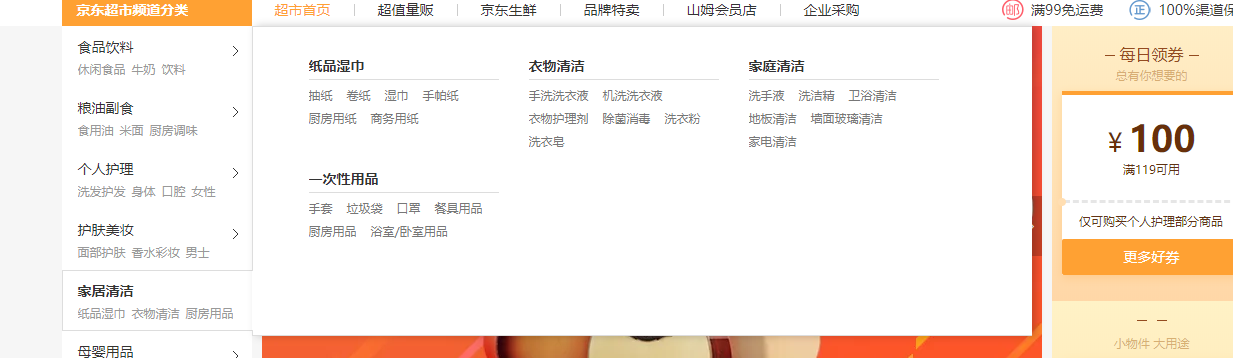 京东超市频道分类
超市首页 超值量贩 京东生鲜 品牌特卖 山姆会员店 企业采购
邮 满99免运费 正 100%渠道保
食品饮料
休闲食品 牛奶 饮料
粮油副食
食用油 米面 厨房调味
个人护理
洗发护发 身体 口腔 女性
护肤美妆
面部护肤 香水彩妆 男士
家居清洁
纸品湿巾 衣物清洁 厨房用品
母婴用品
纸品湿巾
抽纸 卷纸 湿巾 手帕纸
厨房用纸 商务用纸
衣物清洁
手洗洗衣液 机洗洗衣液
衣物护理剂 除菌消毒 洗衣粉
洗衣皂
家庭清洁
洗手液 洗洁精 卫浴清洁
地板清洁 墙面玻璃清洁
家电清洁
一次性用品
手套 垃圾袋 口罩 餐具用品
厨房用品 浴室/卧室用品
— 每日领券 —
总有你想要的
¥ 100
满119可用
仅可购买个人护理部分商品
更多好券
— —
小物件 大用途